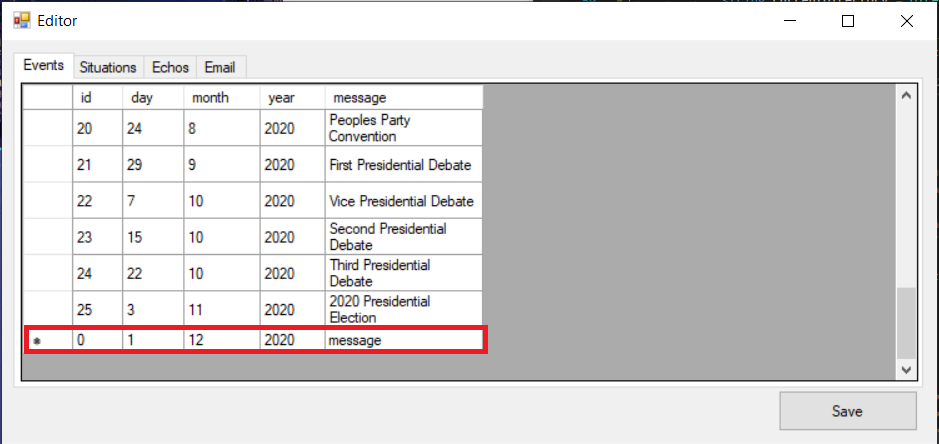 Editor
Events Situations Echos Email
id day month year message
20 24 8 2020 Peoples Party
Convention
21 29 9 2020 First Presidential Debate
22 7 10 2020 Vice Presidential Debate
23 15 10 2020 Second Presidential
Debate
24 22 10 2020 Third Presidential
Debate
25 3 11 2020 2020 Presidential
Election
* 0 1 12 2020 message
Save